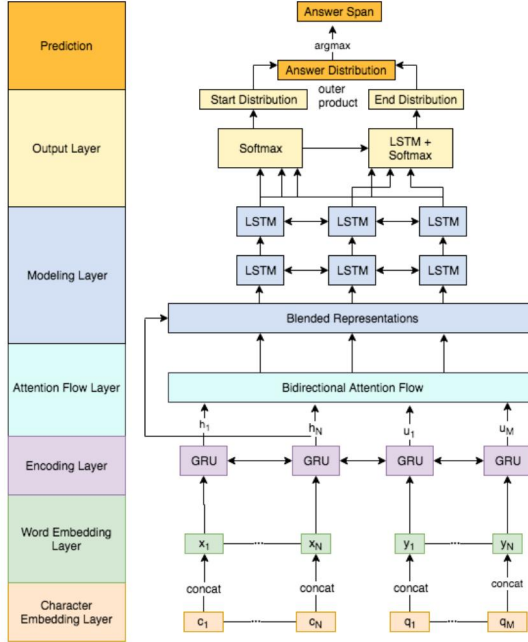 Answer Span
argmax
Prediction
Answer Distribution
outer
product
Start Distribution
End Distribution
Output Layer
Softmax
LSTM +
Softmax
LSTM LSTM LSTM
Modeling Layer
LSTM LSTM LSTM
Blended Representations
Attention Flow Layer
Bidirectional Attention Flow
h1 hN u1 uM
Encoding Layer
GRU GRU GRU GRU
Word Embedding
Layer
x1 xN y1 yN
concat concat concat concat
Character
Embedding Layer
c1 cN q1 qM